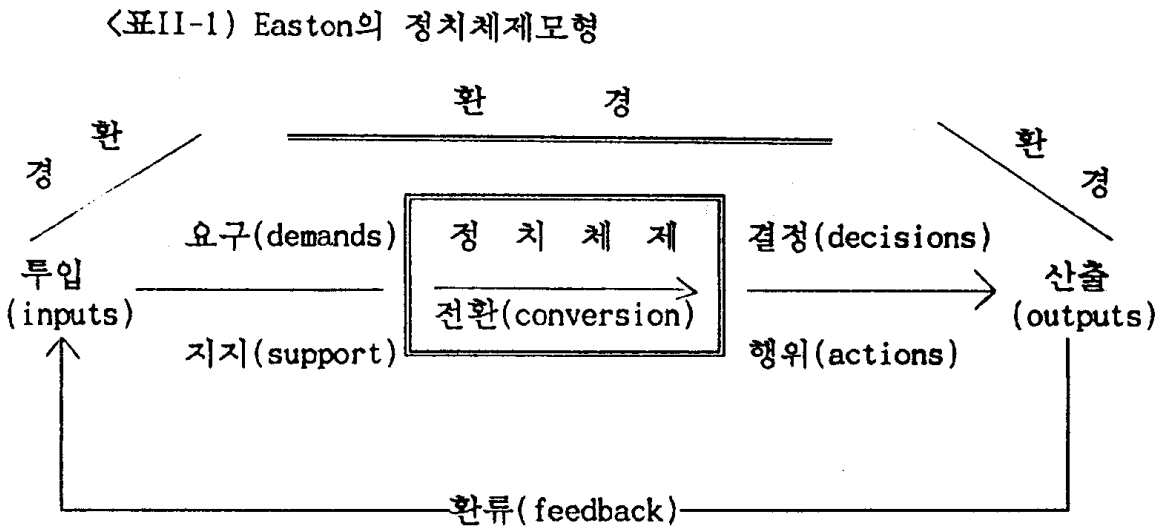 <표II-1) Easton의 정치체제모형
환 경
환
경
환
경
요구(demands)
정 치 체 제
결정(decisions)
투입
(inputs)
전환(conversion)
산출
(outputs)
지지(support)
행위(actions)
환류(feedback)